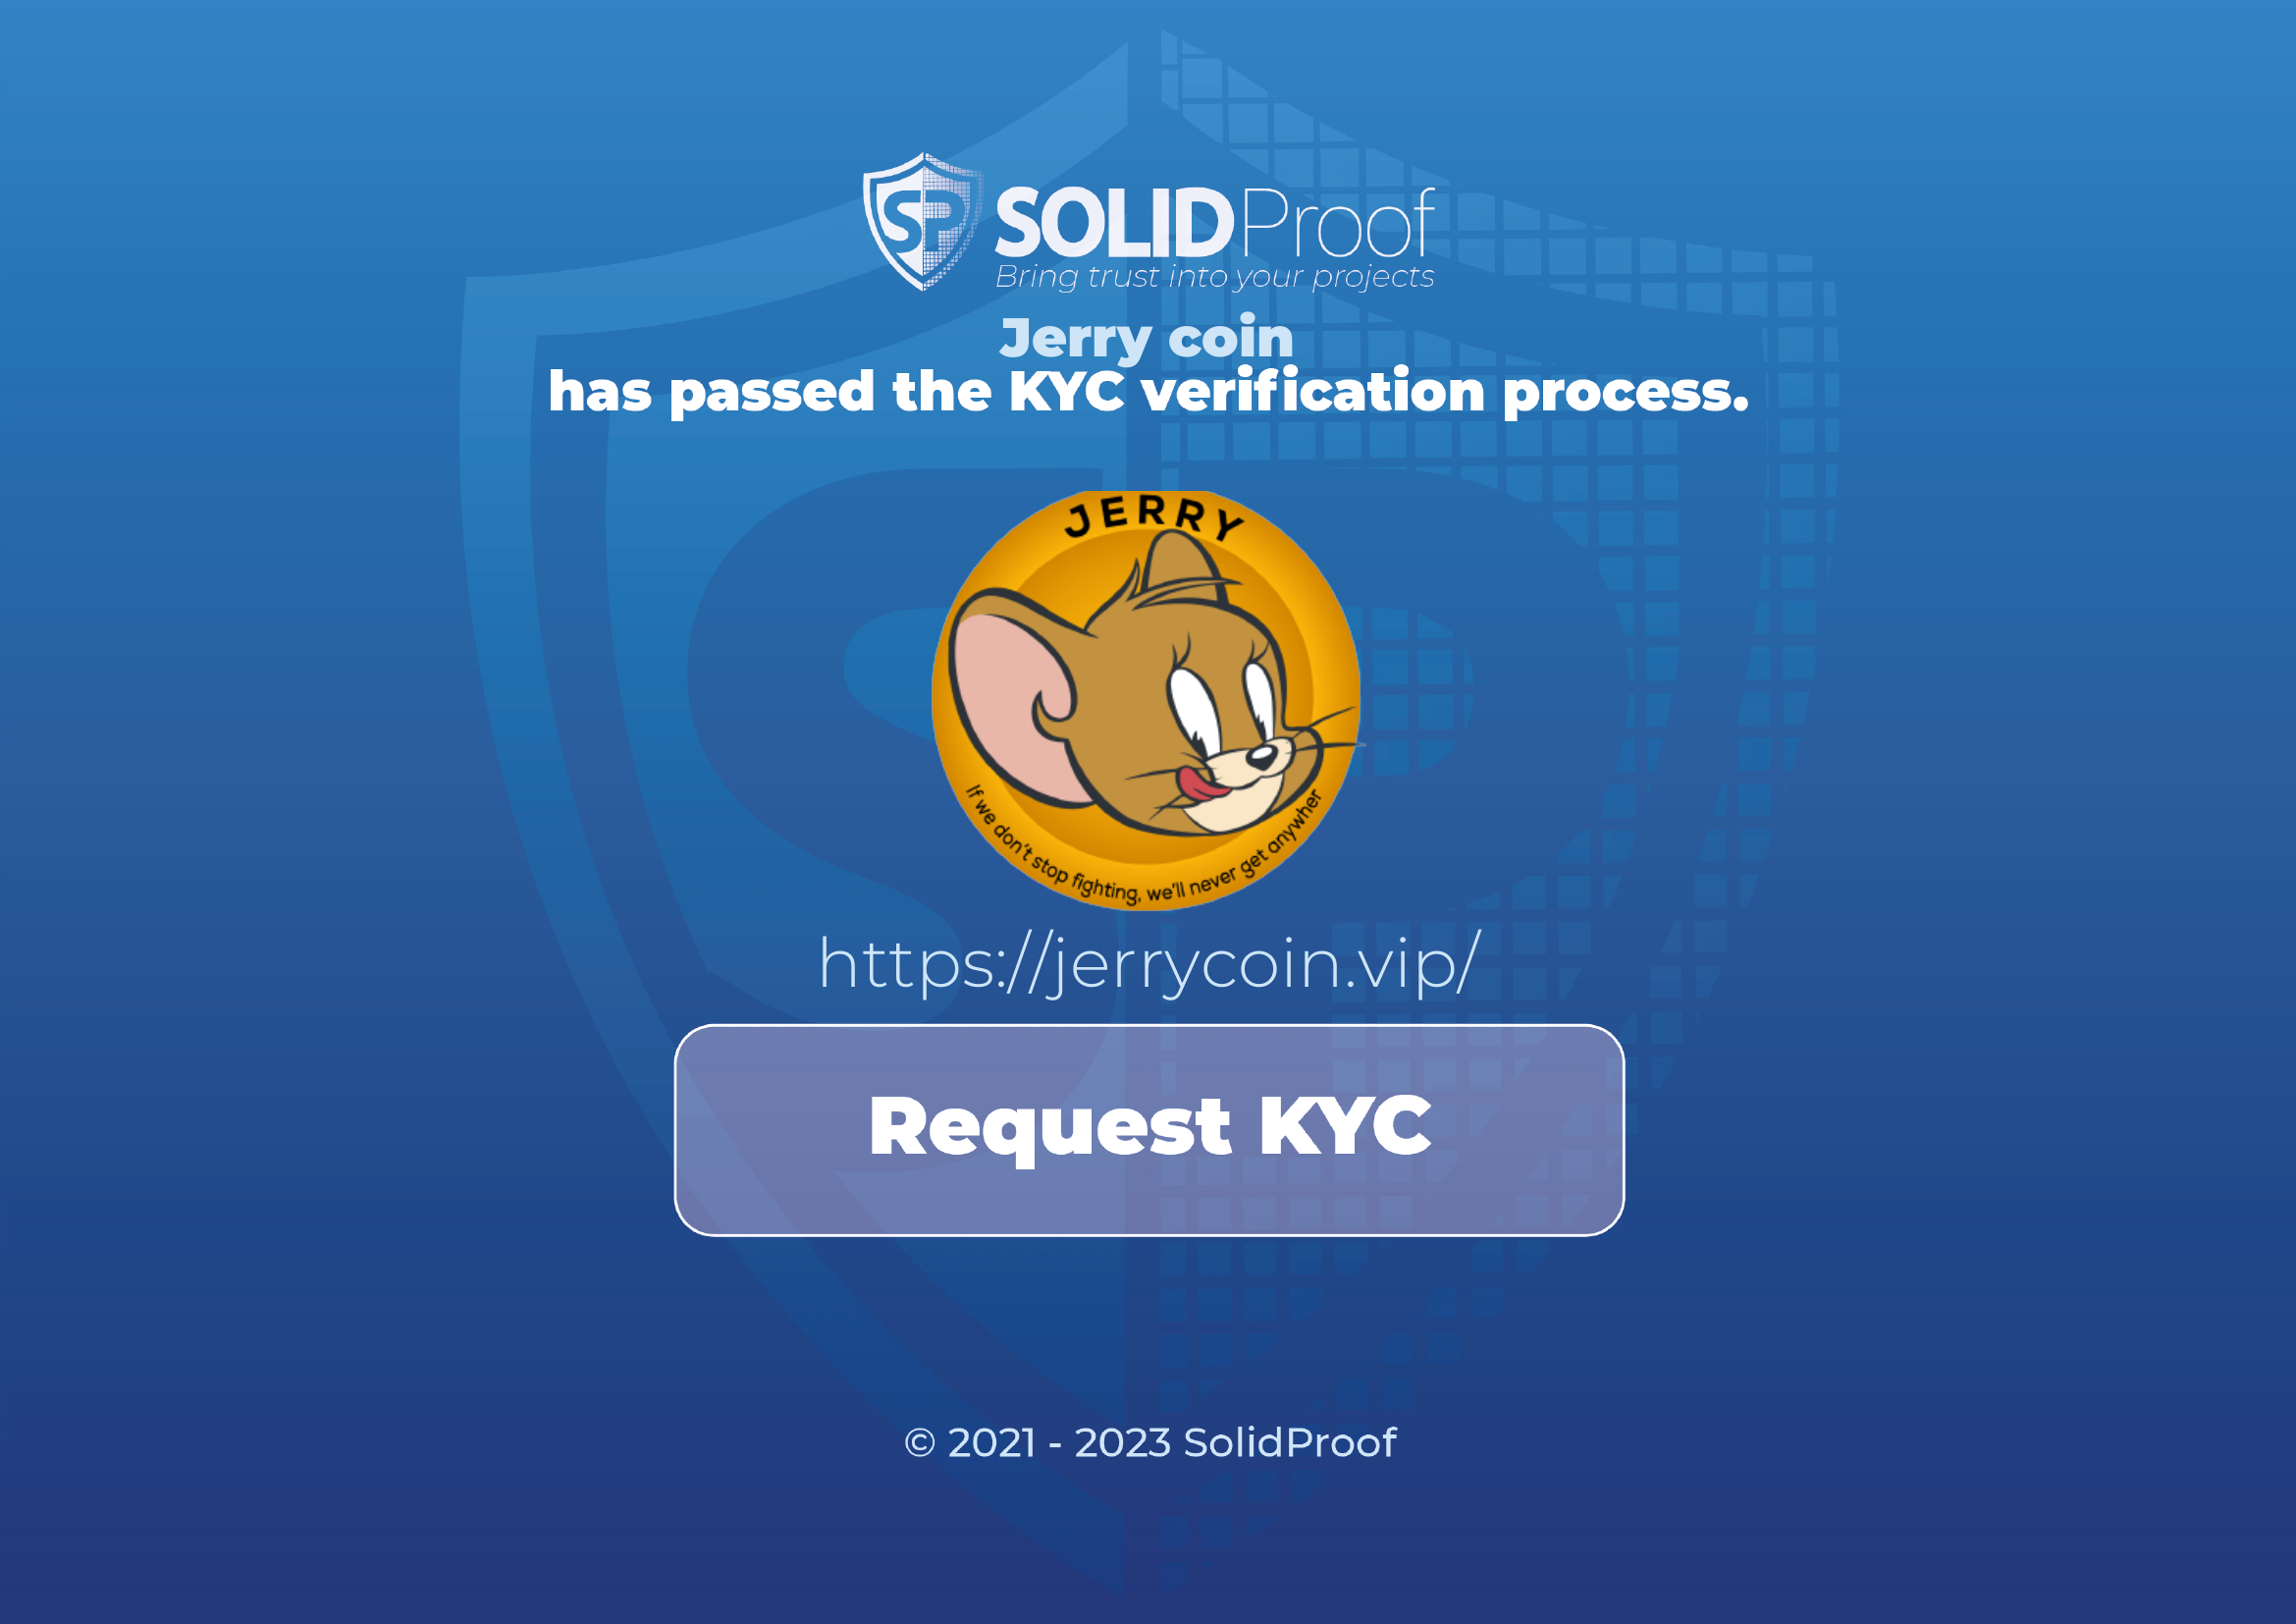 SP SOLIDProof
Bring trust into your projects
Jerry coin
has passed the KYC verification process.
JERRY
If we don't stop fighting, we'll never get anywher
https://jerrycoin.vip/
Request KYC
© 2021 - 2023 SolidProof